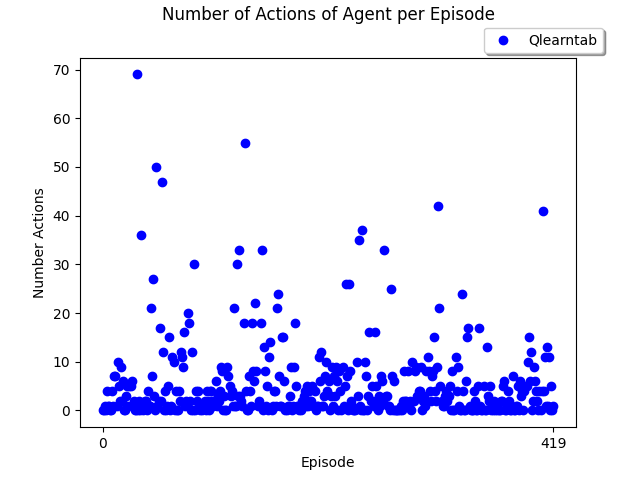 Number of Actions of Agent per Episode
Qlearntab
70
60
50
40
30
20
10
0
Number Actions
0 419
Episode